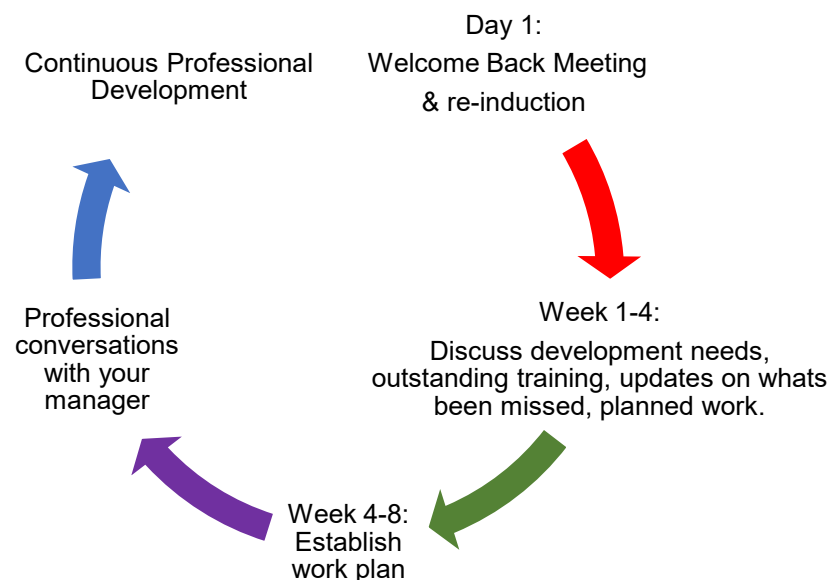 Day 1:
Welcome Back Meeting
& re-induction
Week 1-4:
Discuss development needs,
outstanding training, updates on whats
been missed, planned work.
Week 4-8:
Establish
work plan
Professional
conversations
with your
manager
Continuous Professional
Development